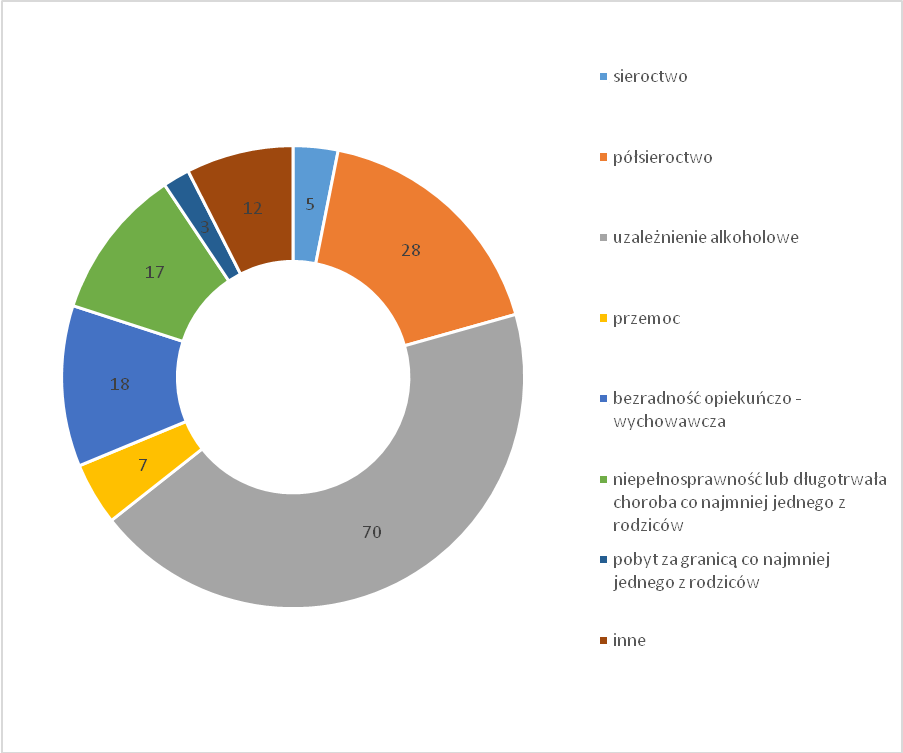 sieroctwo
półsieroctwo
uzależnienie alkoholowe
przemoc
bezradność opiekuńczo -
wychowawcza
niepełnosprawność lub długotrwała
choroba co najmniej jednego z
rodziców
pobyt za granicą co najmniej
jednego z rodziców
inne
5
28
70
7
18
17
3
12